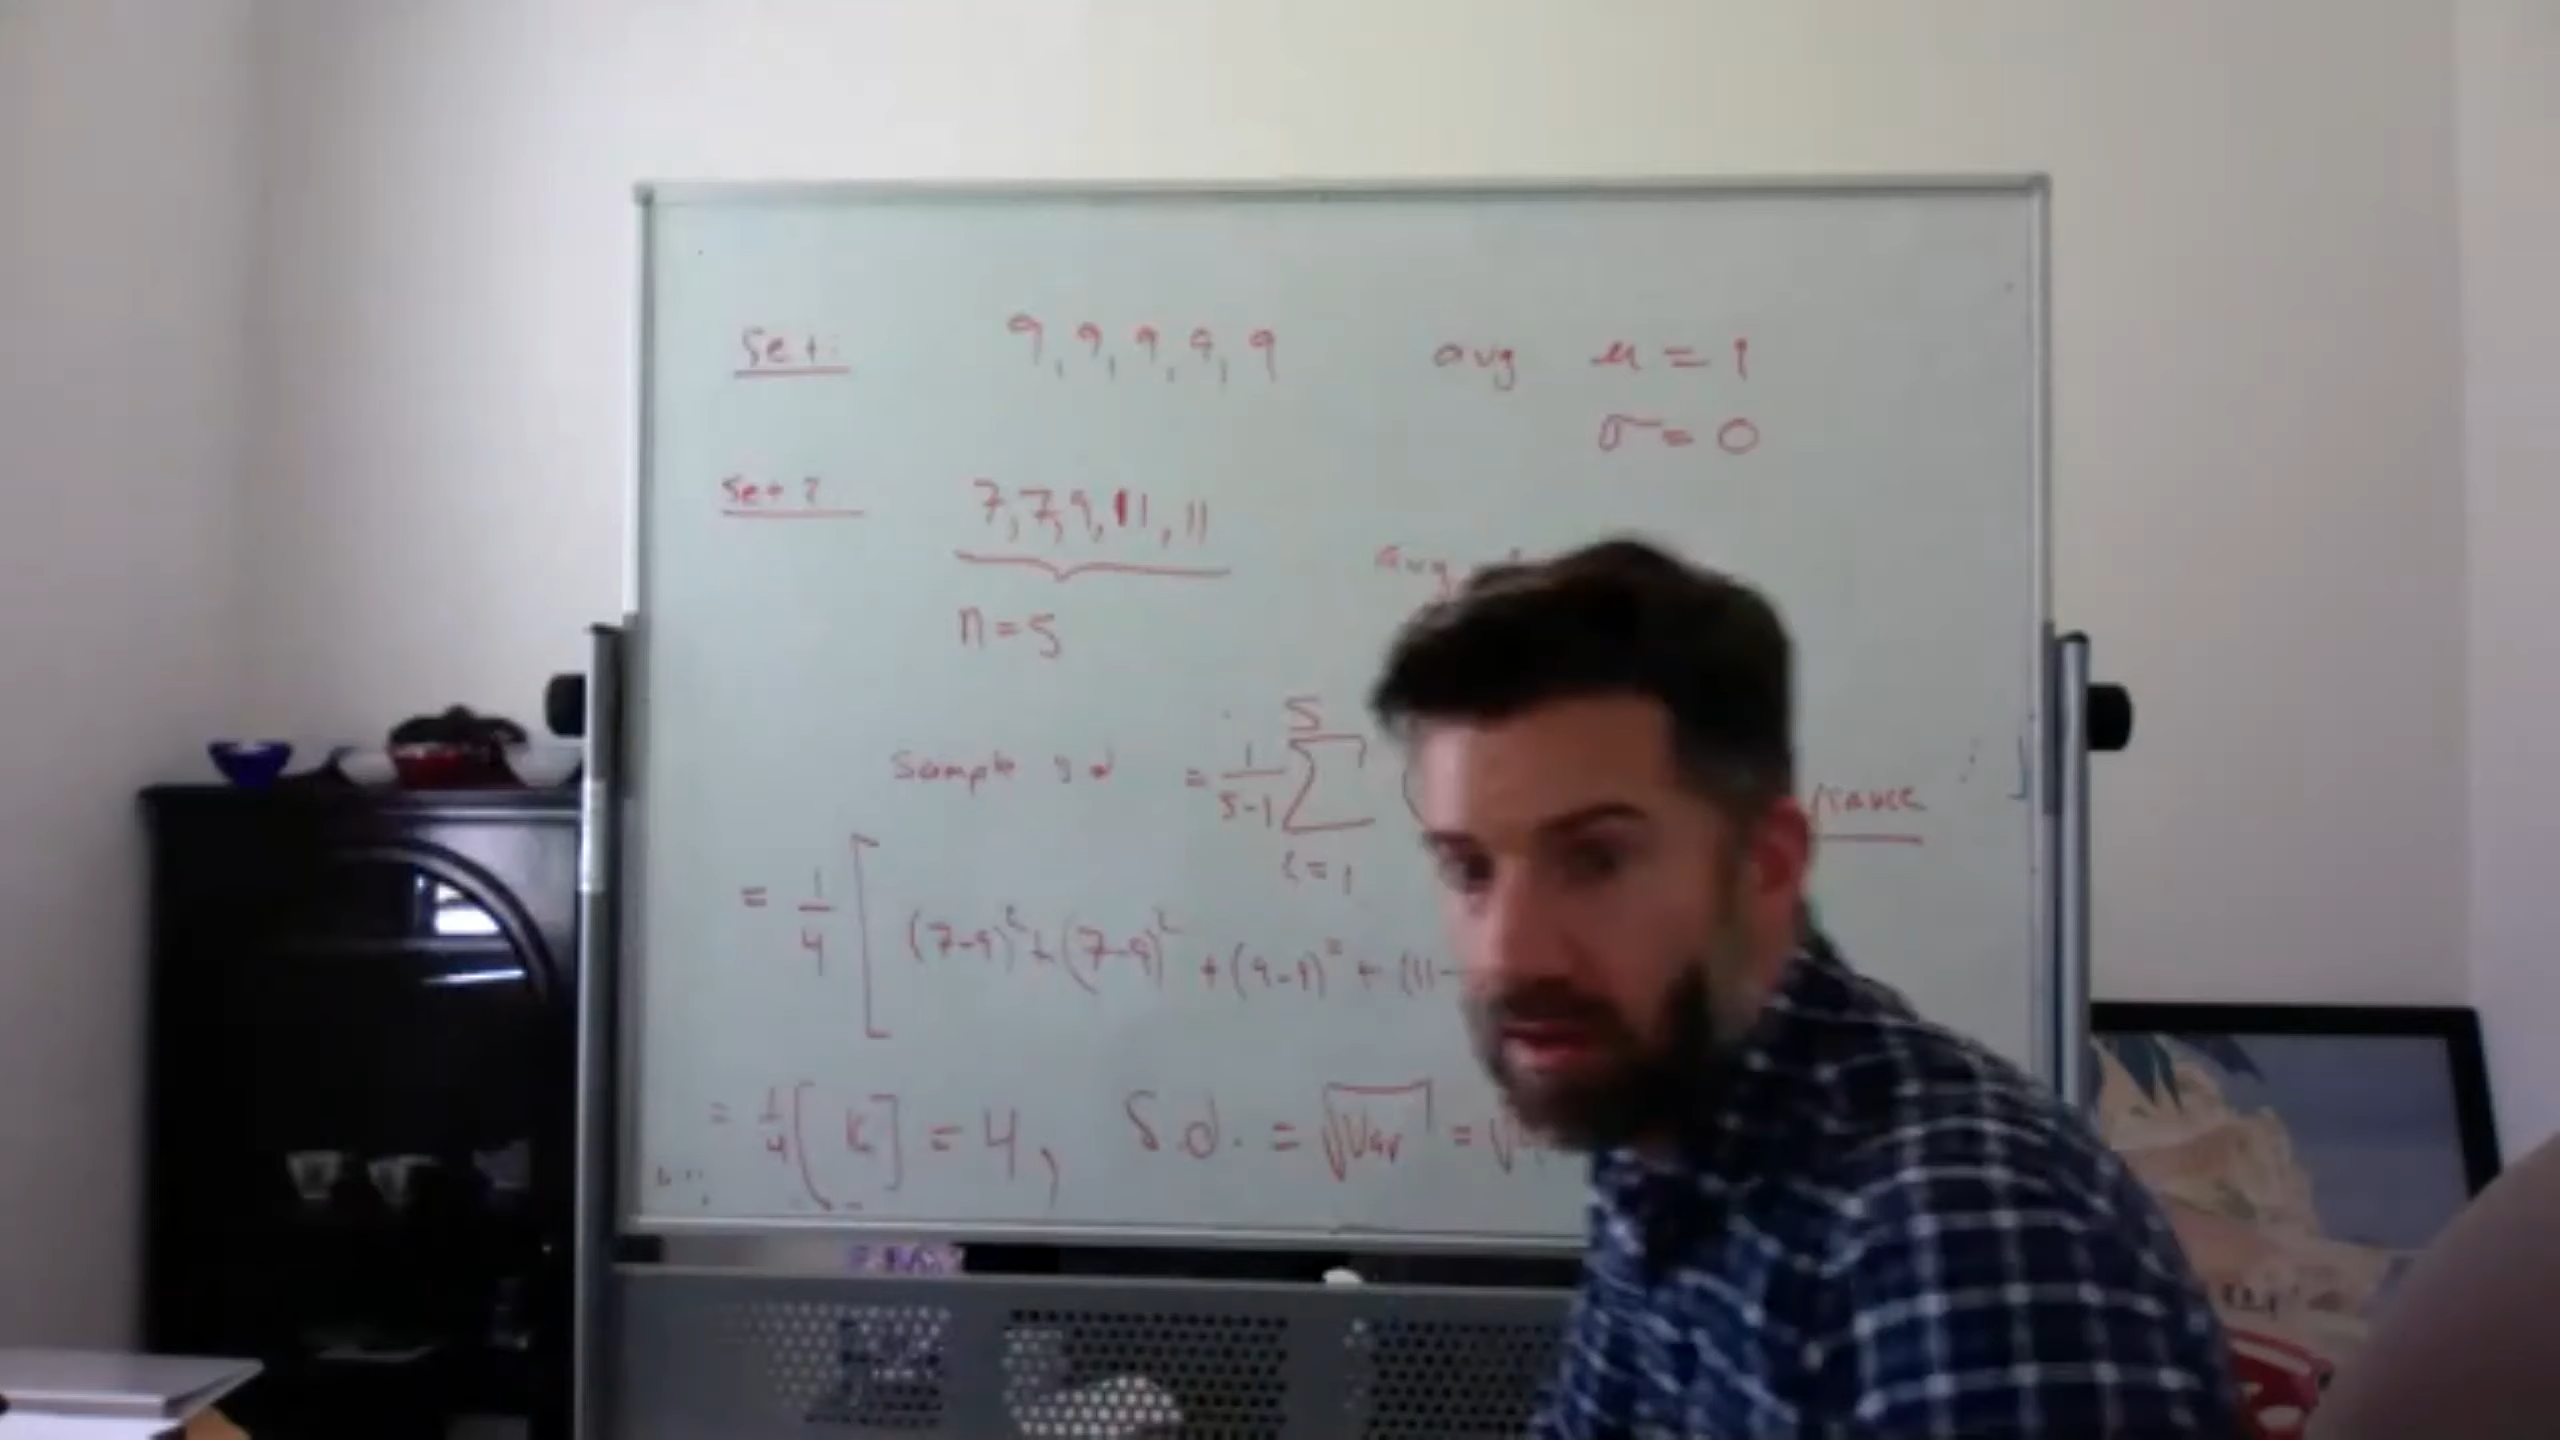 Set: 9, 9, 9, 9, 9 avg μ = 9
σ = 0
Set 2 7, 7, 9, 11, 11
avg
n = 5
Sample s d = 1/(5-1) 5 Σ i=1 (
= 1/4 [ (7-9)² + (7-9)² + (9-9)² + (11-
= 1/4 [ ] = 4, S.d. = √Var = √